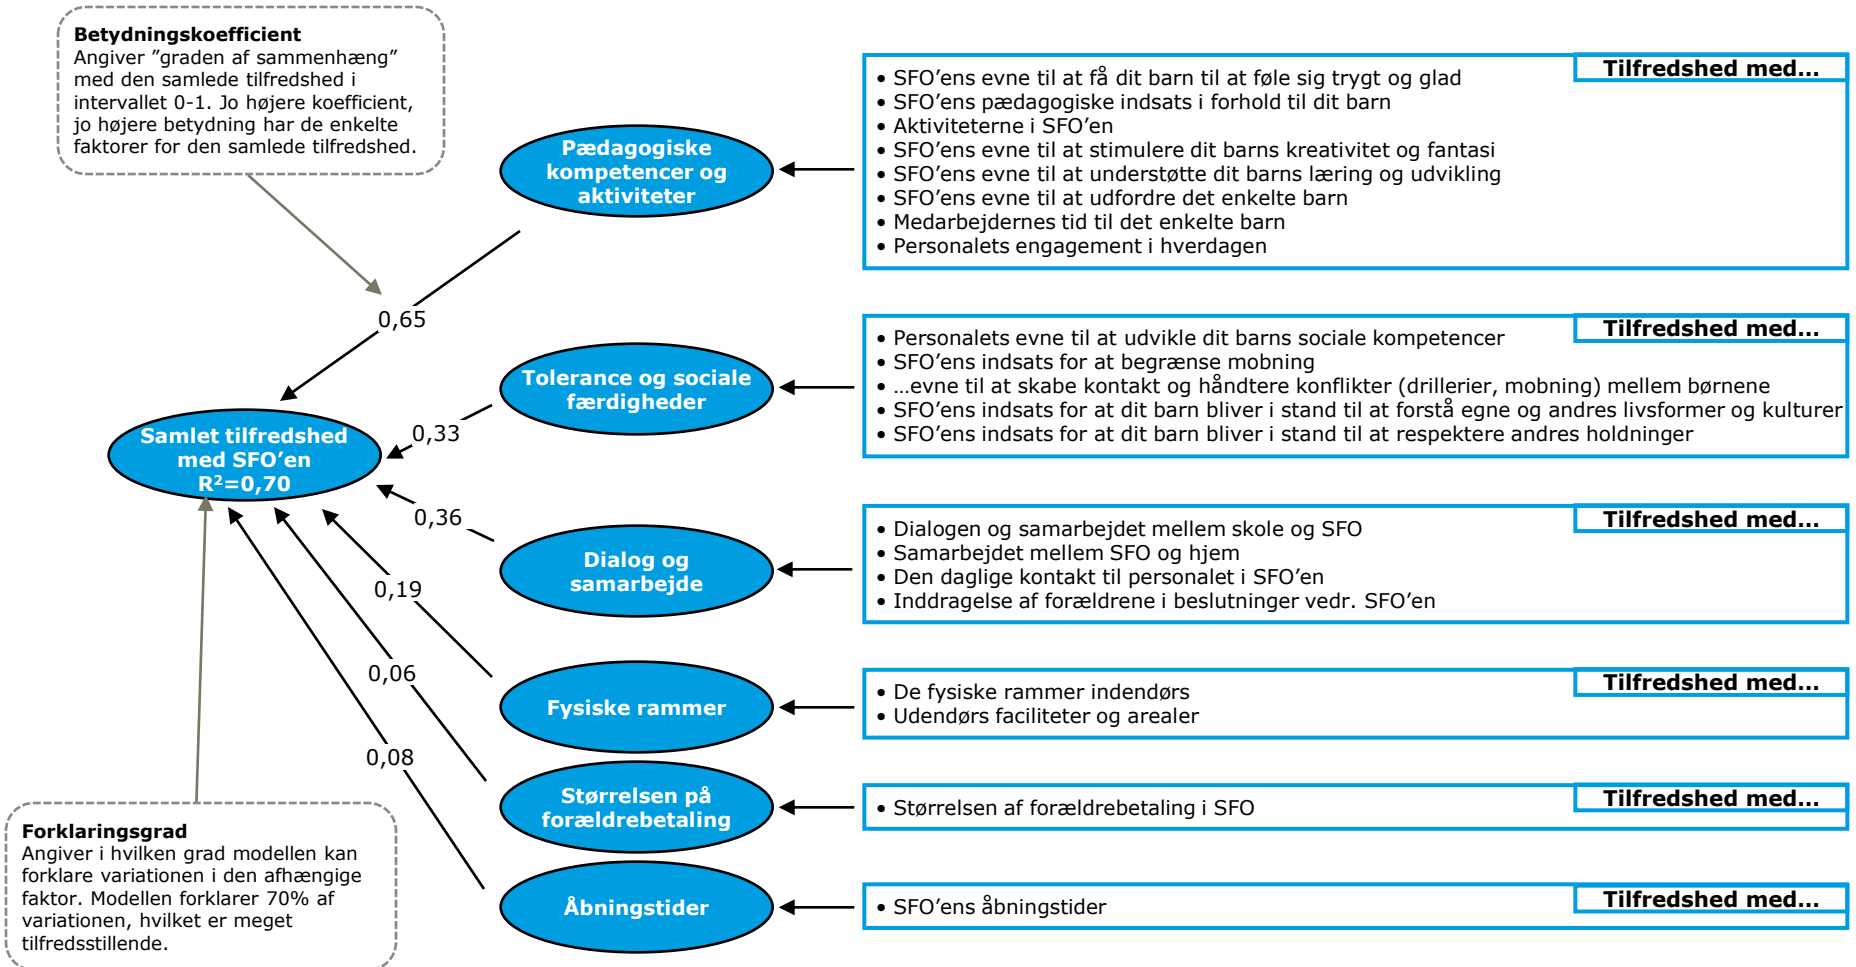 Betydningskoefficient
Angiver ”graden af sammenhæng”
med den samlede tilfredshed i
intervallet 0-1. Jo højere koefficient,
jo højere betydning har de enkelte
faktorer for den samlede tilfredshed.
Pædagogiske
kompetencer og
aktiviteter
Tilfredshed med...
• SFO’ens evne til at få dit barn til at føle sig trygt og glad
• SFO’ens pædagogiske indsats i forhold til dit barn
• Aktiviteterne i SFO’en
• SFO’ens evne til at stimulere dit barns kreativitet og fantasi
• SFO’ens evne til at understøtte dit barns læring og udvikling
• SFO’ens evne til at udfordre det enkelte barn
• Medarbejdernes tid til det enkelte barn
• Personalets engagement i hverdagen
0,65
Tolerance og sociale
færdigheder
Tilfredshed med...
• Personalets evne til at udvikle dit barns sociale kompetencer
• SFO’ens indsats for at begrænse mobning
• …evne til at skabe kontakt og håndtere konflikter (drillerier, mobning) mellem børnene
• SFO’ens indsats for at dit barn bliver i stand til at forstå egne og andres livsformer og kulturer
• SFO’ens indsats for at dit barn bliver i stand til at respektere andres holdninger
0,33
Samlet tilfredshed
med SFO’en
R²=0,70
0,36
Dialog og
samarbejde
Tilfredshed med...
• Dialogen og samarbejdet mellem skole og SFO
• Samarbejdet mellem SFO og hjem
• Den daglige kontakt til personalet i SFO’en
• Inddragelse af forældrene i beslutninger vedr. SFO’en
0,19
Fysiske rammer
Tilfredshed med...
• De fysiske rammer indendørs
• Udendørs faciliteter og arealer
0,06
Størrelsen på
forældrebetaling
Tilfredshed med...
• Størrelsen af forældrebetaling i SFO
0,08
Åbningstider
Tilfredshed med...
• SFO’ens åbningstider
Forklaringsgrad
Angiver i hvilken grad modellen kan
forklare variationen i den afhængige
faktor. Modellen forklarer 70% af
variationen, hvilket er meget
tilfredsstillende.